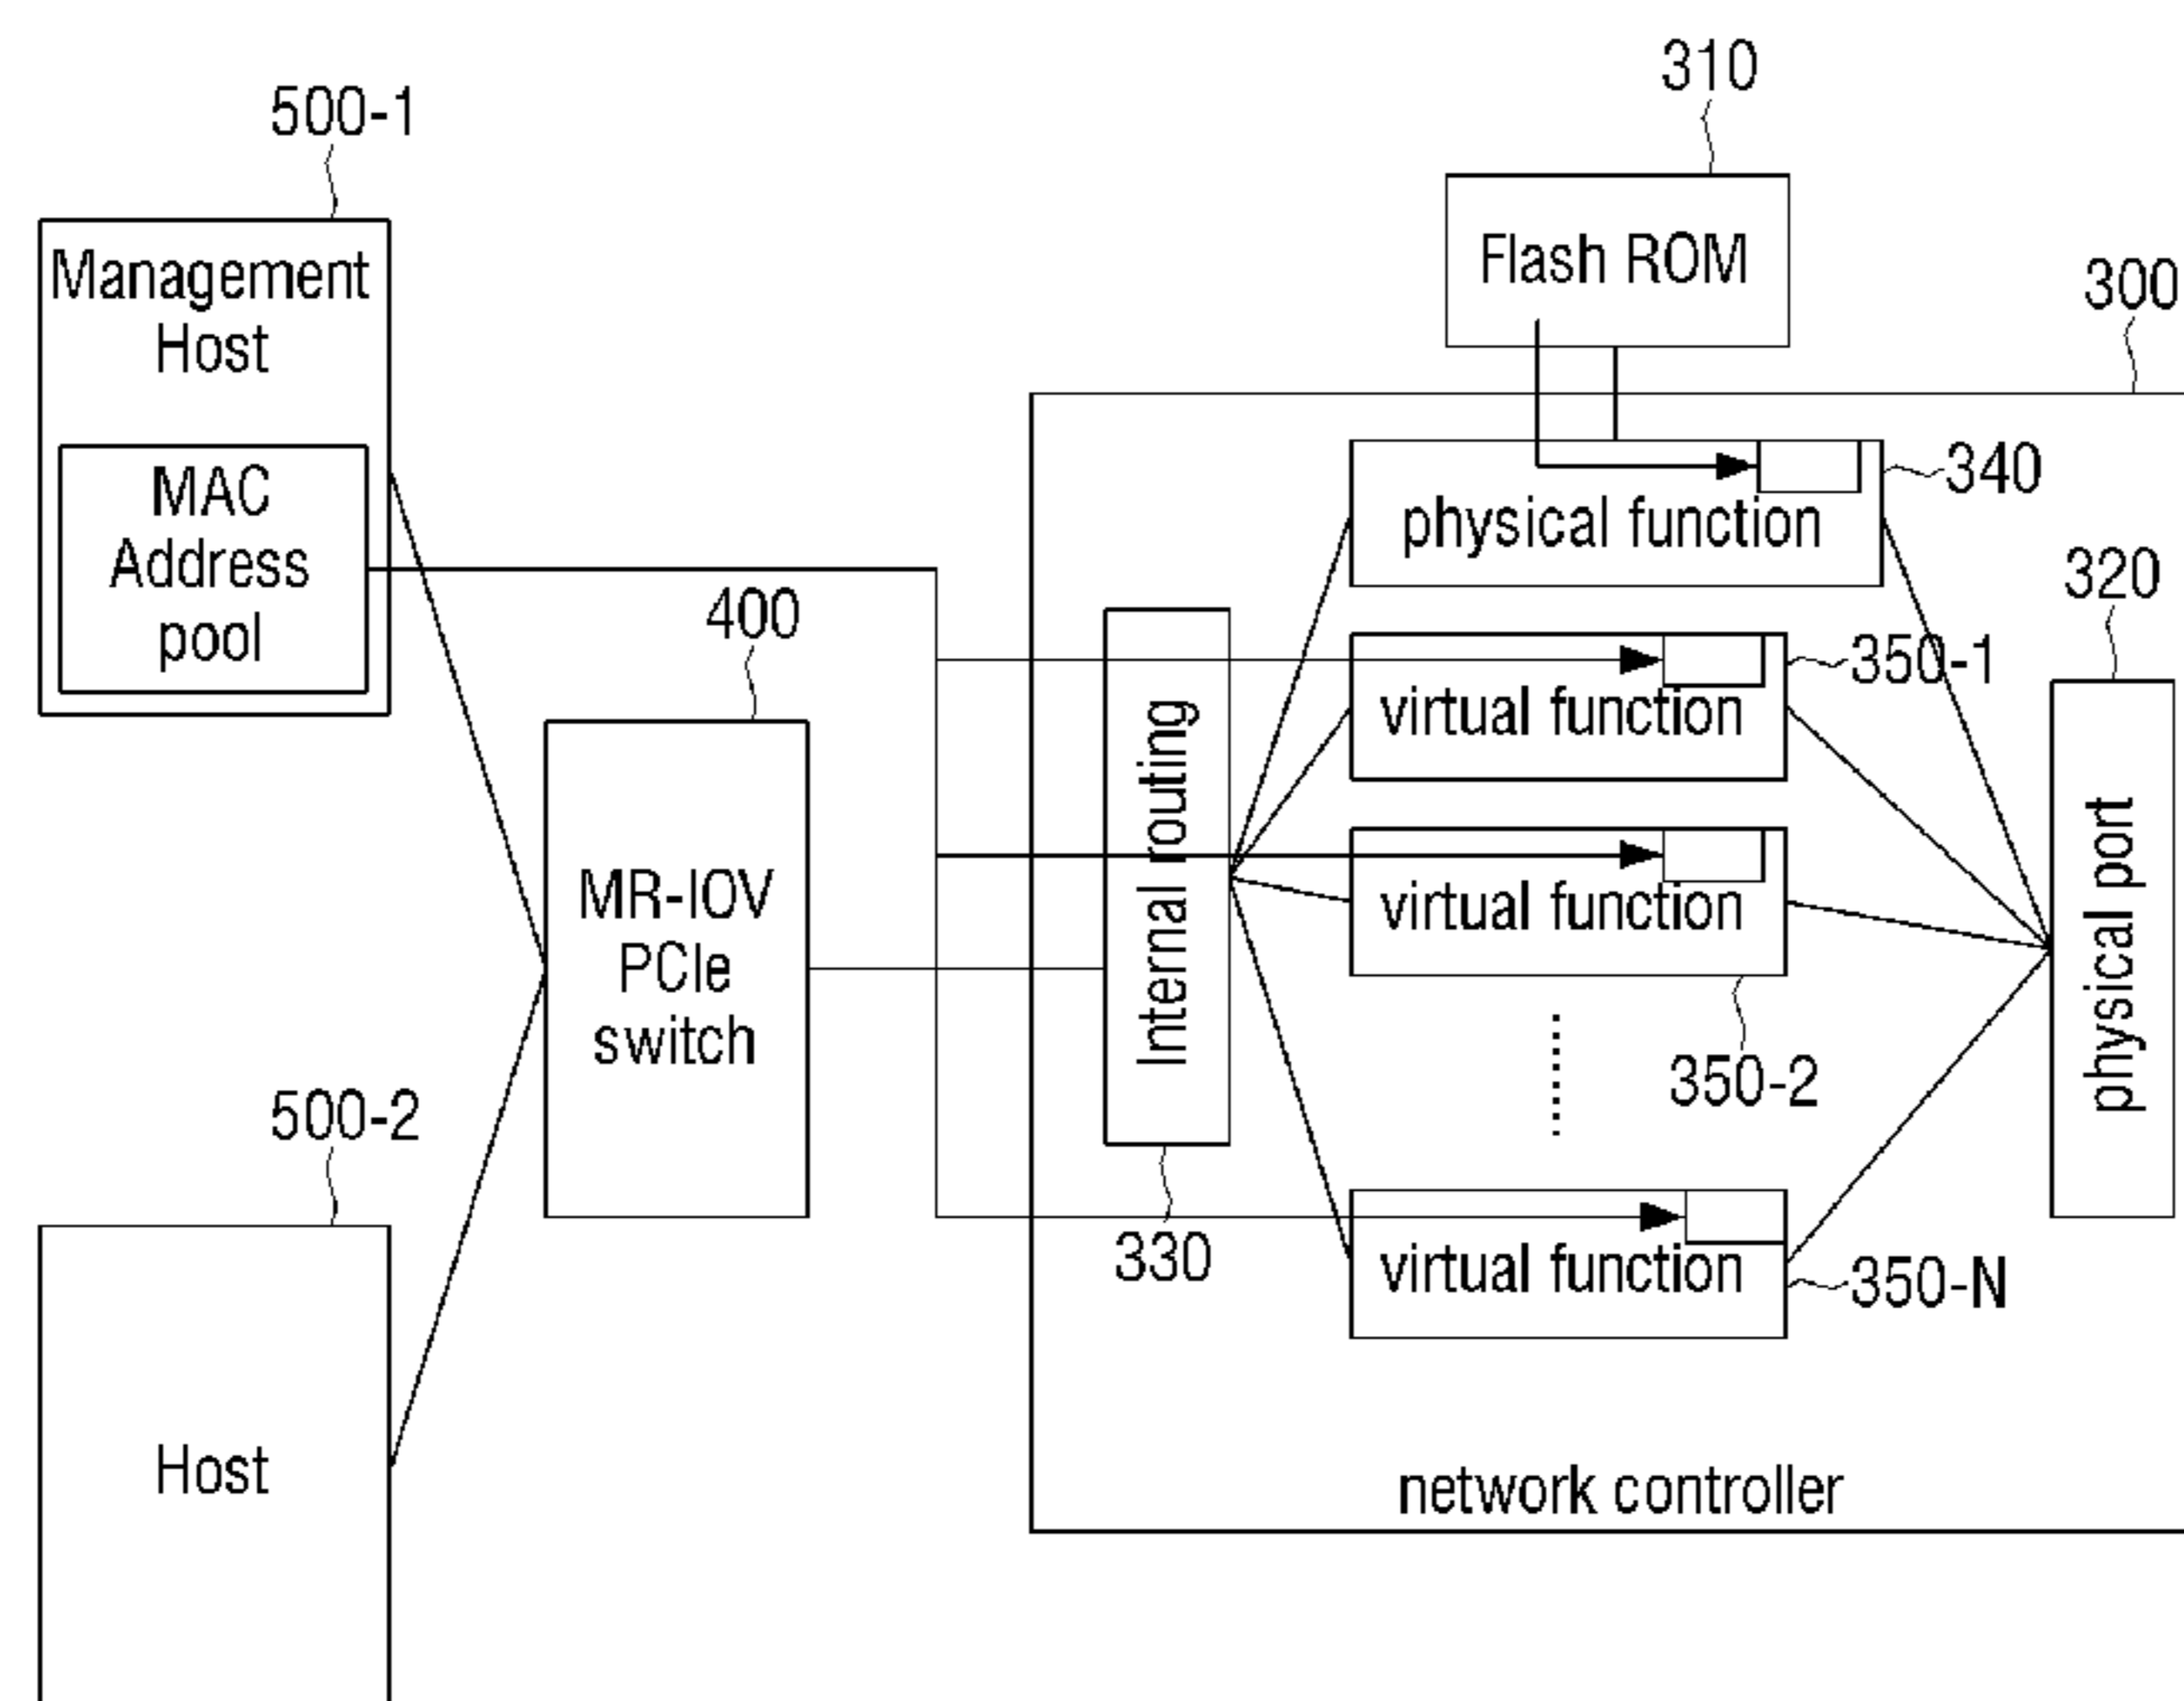 310
500-1
Flash ROM
300
Management
Host
340
physical function
MAC
Address
pool
320
400
350-1
virtual function
Internal routing
MR-IOV
PCIe
switch
virtual function
physical port
350-2
500-2
330
virtual function
350-N
Host
network controller